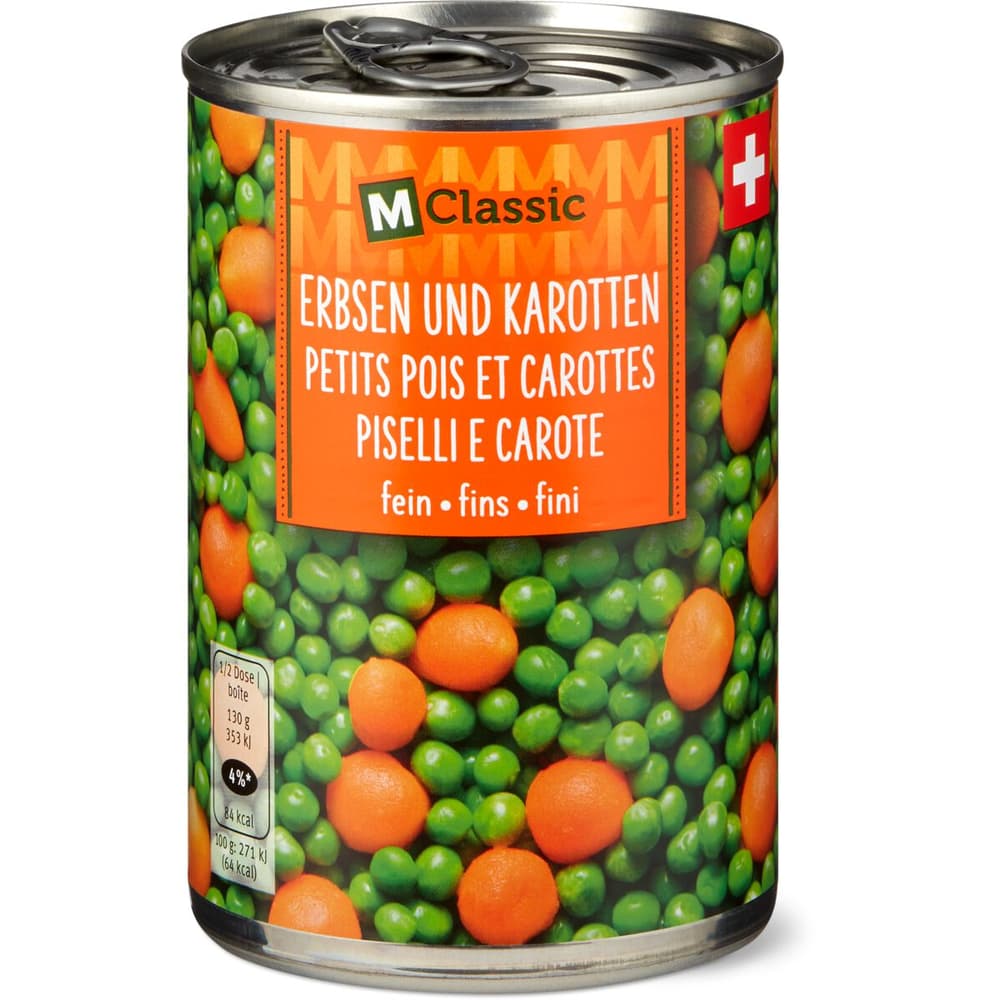 M Classic
ERBSEN UND KAROTTEN
PETITS POIS ET CAROTTES
PISELLI E CAROTE
fein • fins • fini
1/2 Dose |
boîte
130 g
353 kJ
4%*
84 kcal
100 g: 271 kJ
(64 kcal)